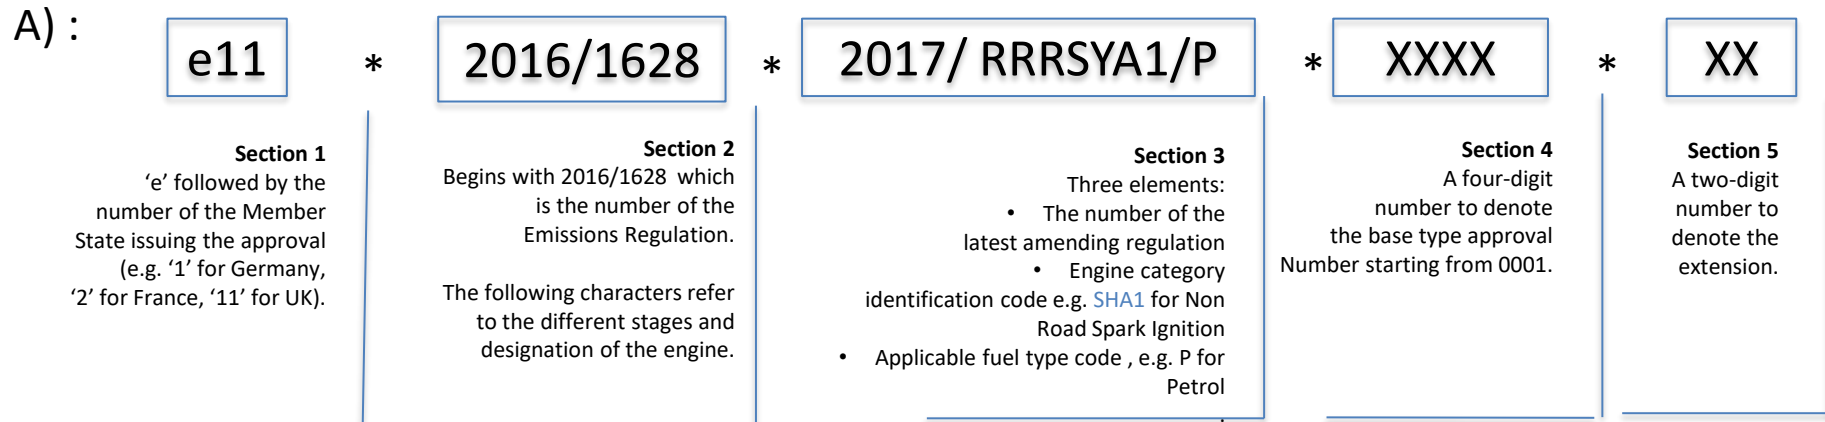 A) :
e11 * 2016/1628 * 2017/ RRRSYA1/P * XXXX * XX
Section 1
‘e’ followed by the
number of the Member
State issuing the approval
(e.g. ‘1’ for Germany,
‘2’ for France, ‘11’ for UK).
Section 2
Begins with 2016/1628 which
is the number of the
Emissions Regulation.
The following characters refer
to the different stages and
designation of the engine.
Section 3
Three elements:
• The number of the
latest amending regulation
• Engine category
identification code e.g. SHA1 for Non
Road Spark Ignition
• Applicable fuel type code , e.g. P for
Petrol
.
Section 4
A four-digit
number to denote
the base type approval
Number starting from 0001.
Section 5
A two-digit
number to
denote the
extension.